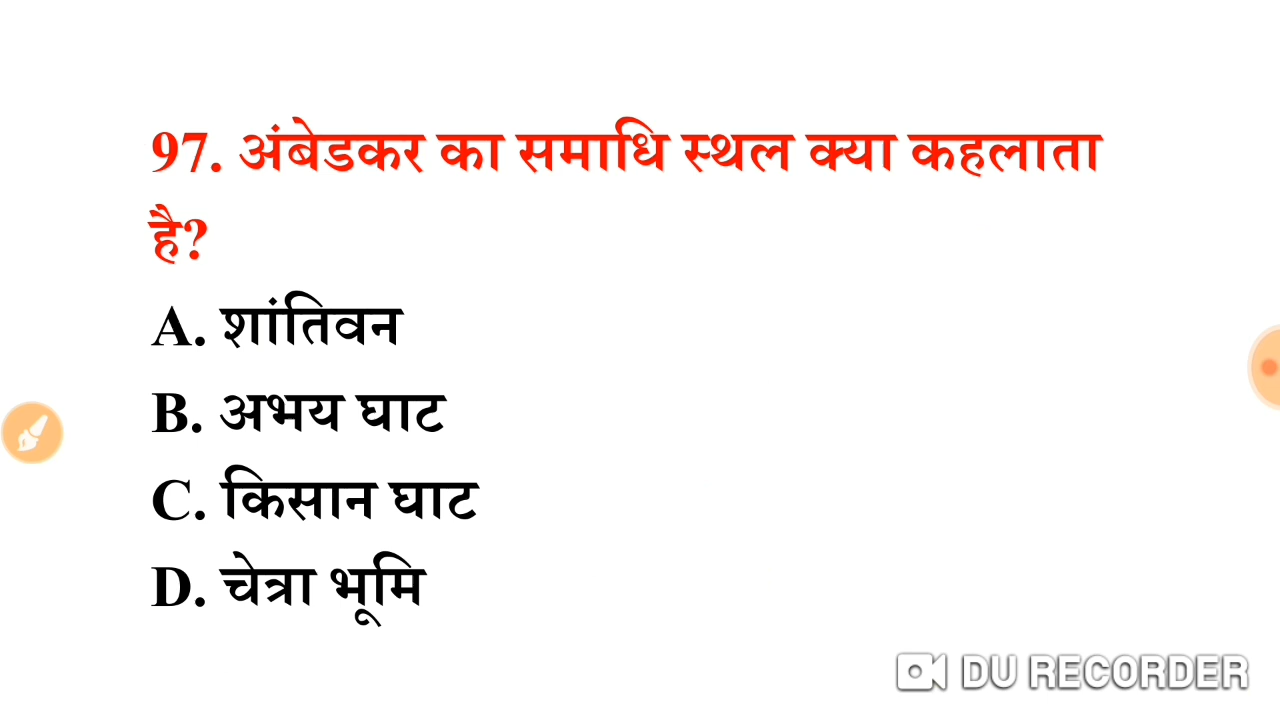 97. अंबेडकर का समाधि स्थल क्या कहलाता
है?
A. शांतिवन
B. अभय घाट
C. किसान घाट
D. चेत्रा भूमि
DU RECORDER